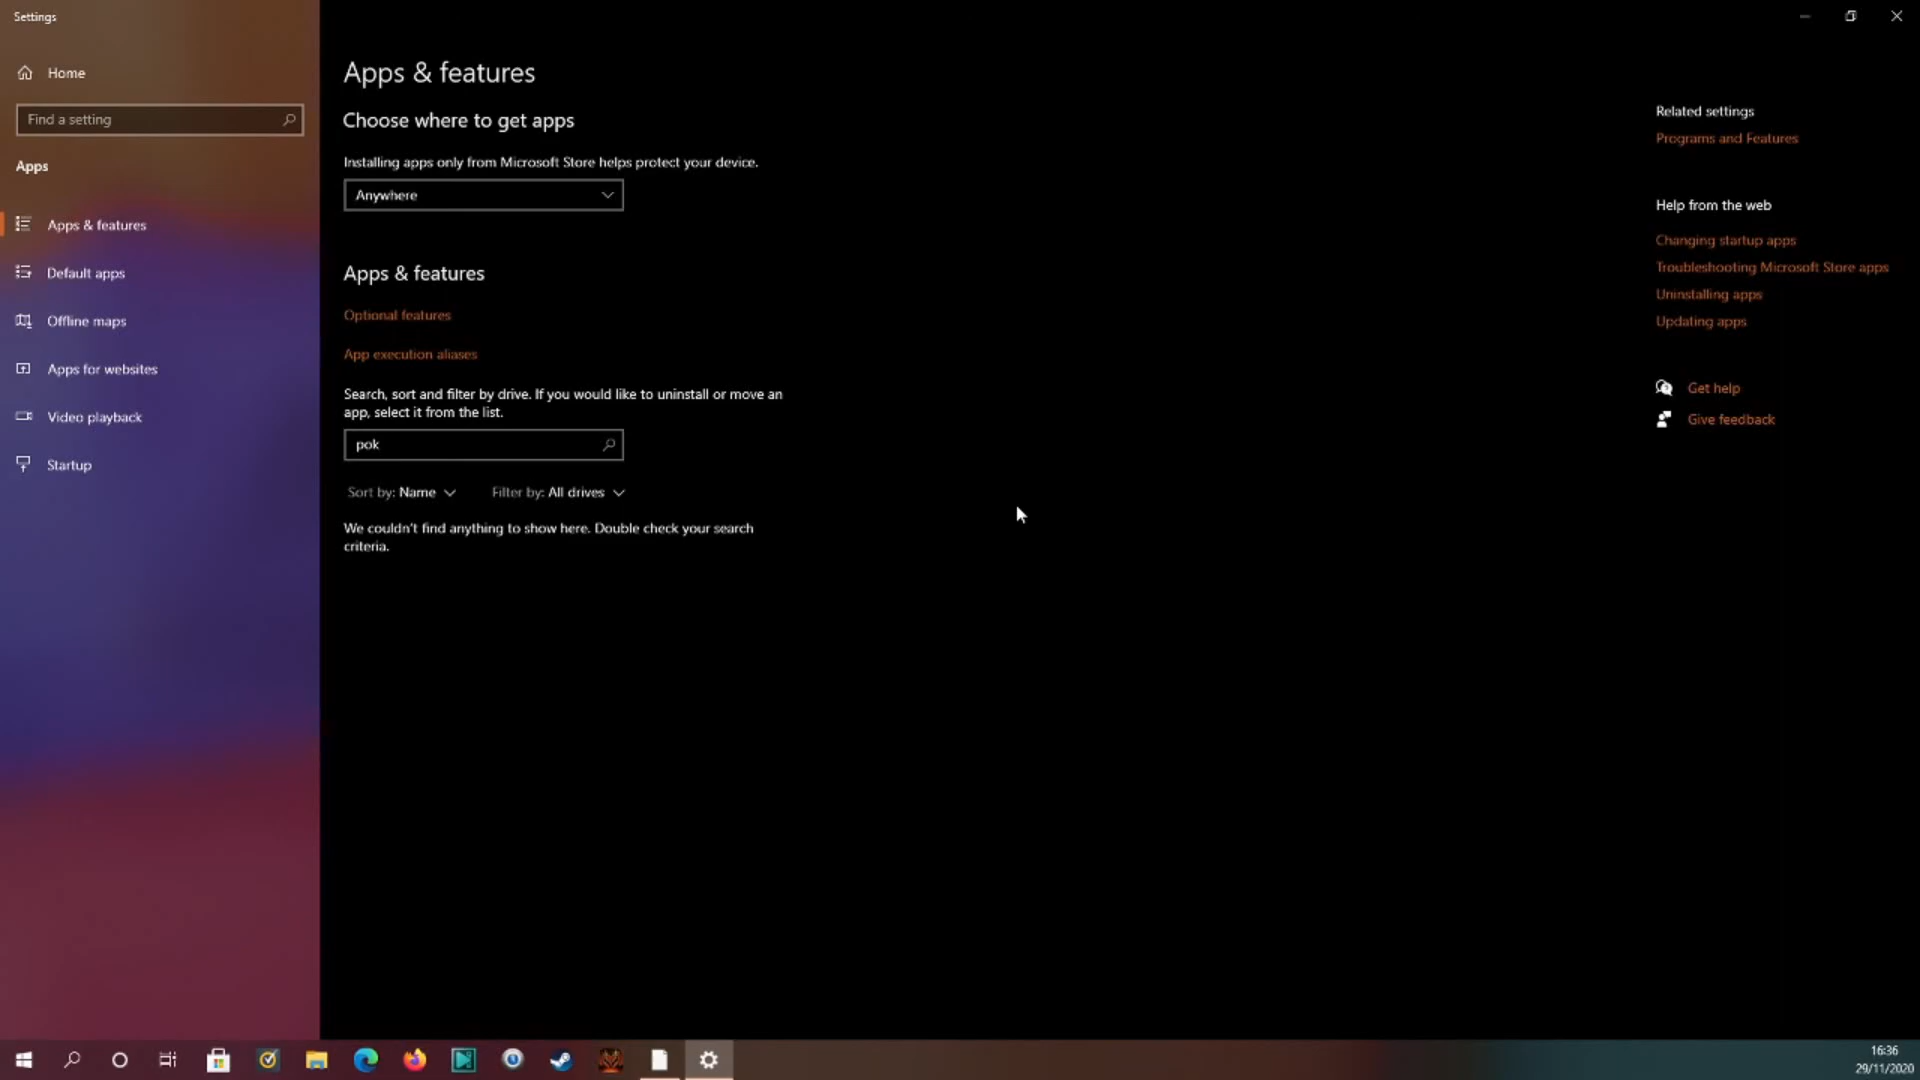 Settings
Home
Find a setting
Apps
Apps & features
Default apps
Offline maps
Apps for websites
Video playback
Startup
Apps & features
Choose where to get apps
Installing apps only from Microsoft Store helps protect your device.
Anywhere
Apps & features
Optional features
App execution aliases
Search, sort and filter by drive. If you would like to uninstall or move an
app, select it from the list.
pok
Sort by: Name
Filter by: All drives
We couldn't find anything to show here. Double check your search
criteria.
Related settings
Programs and Features
Help from the web
Changing startup apps
Troubleshooting Microsoft Store apps
Uninstalling apps
Updating apps
Get help
Give feedback
16:36
29/11/2020